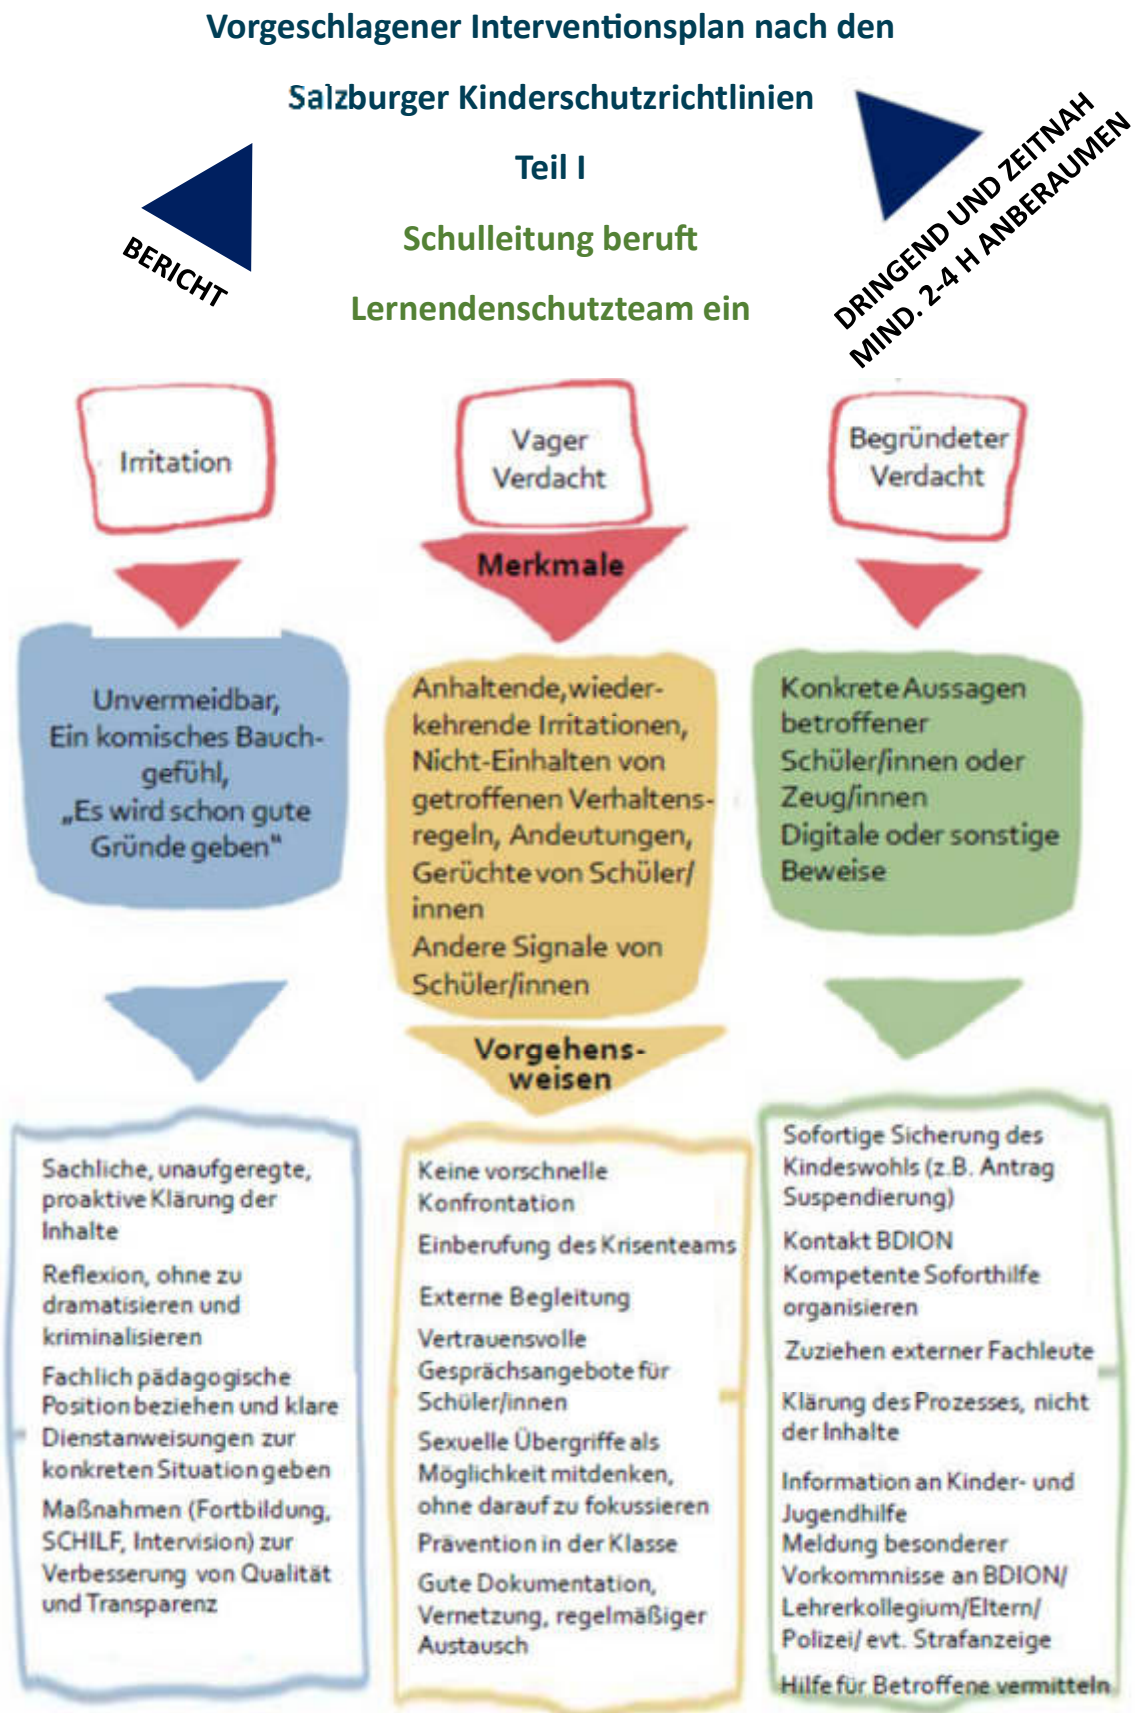 Vorgeschlagener Interventionsplan nach den
Salzburger Kinderschutzrichtlinien
Teil I
Schulleitung beruft
Lernendenschutzteam ein
BERICHT
DRINGEND UND ZEITNAH
MIND. 2-4 H ANBERAUMEN
Irritation
Vager
Verdacht
Begründeter
Verdacht
Merkmale
Unvermeidbar,
Ein komisches Bauch-
gefühl,
„Es wird schon gute
Gründe geben"
Anhaltende,wieder-
kehrende Irritationen,
Nicht-Einhalten von
getroffenen Verhaltens-
regeln, Andeutungen,
Gerüchte von Schüler/
innen
Andere Signale von
Schüler/innen
Konkrete Aussagen
betroffener
Schüler/innen oder
Zeug/innen
Digitale oder sonstige
Beweise
Vorgehens-
weisen
Sachliche, unaufgeregte,
proaktive Klärung der
Inhalte
Reflexion, ohne zu
dramatisieren und
kriminalisieren
Fachlich pädagogische
Position beziehen und klare
Dienstanweisungen zur
konkreten Situation geben
Maßnahmen (Fortbildung,
SCHILF, Intervision) zur
Verbesserung von Qualität
und Transparenz
Keine vorschnelle
Konfrontation
Einberufung des Krisenteams
Externe Begleitung
Vertrauensvolle
Gesprächsangebote für
Schüler/innen
Sexuelle Übergriffe als
Möglichkeit mitdenken,
ohne darauf zu fokussieren
Prävention in der Klasse
Gute Dokumentation,
Vernetzung, regelmäßiger
Austausch
Sofortige Sicherung des
Kindeswohls (z.B. Antrag
Suspendierung)
Kontakt BDION
Kompetente Soforthilfe
organisieren
Zuziehen externer Fachleute
Klärung des Prozesses, nicht
der Inhalte
Information an Kinder- und
Jugendhilfe
Meldung besonderer
Vorkommnisse an BDION/
Lehrerkollegium/Eltern/
Polizei/ evt. Strafanzeige
Hilfe für Betroffene vermitteln